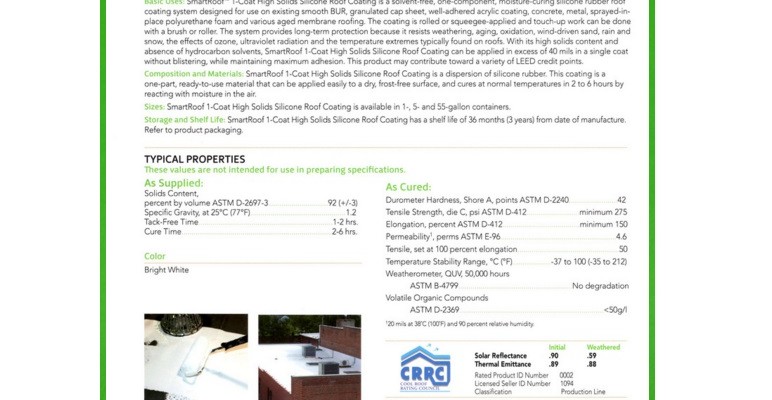 Basic Uses: SmartRoof™ 1-Coat High Solids Silicone Roof Coating is a solvent-free, one-component, moisture-curing silicone rubber roof
coating system designed for use on existing smooth BUR, granulated cap sheet, well-adhered acrylic coating, concrete, metal, sprayed-in-
place polyurethane foam and various aged membrane roofing. The coating is rolled or squeegee-applied and touch-up work can be done
with a brush or roller. The system provides long-term protection because it resists weathering, aging, oxidation, wind-driven sand, rain and
snow, the effects of ozone, ultraviolet radiation and the temperature extremes typically found on roofs. With its high solids content and
absence of hydrocarbon solvents, SmartRoof 1-Coat High Solids Silicone Roof Coating can be applied in excess of 40 mils in a single coat
without blistering, while maintaining maximum adhesion. This product may contribute toward a variety of LEED credit points.
Composition and Materials: SmartRoof 1-Coat High Solids Silicone Roof Coating is a dispersion of silicone rubber. This coating is a
one-part, ready-to-use material that can be applied easily to a dry, frost-free surface, and cures at normal temperatures in 2 to 6 hours by
reacting with moisture in the air.
Sizes: SmartRoof 1-Coat High Solids Silicone Roof Coating is available in 1-, 5- and 55-gallon containers.
Storage and Shelf Life: SmartRoof 1-Coat High Solids Silicone Roof Coating has a shelf life of 36 months (3 years) from date of manufacture.
Refer to product packaging.
TYPICAL PROPERTIES
These values are not intended for use in preparing specifications.
As Supplied:
Solids Content,
percent by volume ASTM D-2697-3 92 (+/-3)
Specific Gravity, at 25°C (77°F) 1.2
Tack-Free Time 1-2 hrs.
Cure Time 2-6 hrs.
Color
Bright White
As Cured:
Durometer Hardness, Shore A, points ASTM D-2240 42
Tensile Strength, die C, psi ASTM D-412 minimum 275
Elongation, percent ASTM D-412 minimum 150
Permeability¹, perms ASTM E-96 4.6
Tensile, set at 100 percent elongation 50
Temperature Stability Range, °C (°F) -37 to 100 (-35 to 212)
Weatherometer, QUV, 50,000 hours
ASTM B-4799 No degradation
Volatile Organic Compounds
ASTM D-2369 <50g/l
¹20 mils at 38°C (100°F) and 90 percent relative humidity.
CRRC
COOL ROOF
RATING COUNCIL
Initial Weathered
Solar Reflectance .90 .59
Thermal Emittance .89 .88
Rated Product ID Number 0002
Licensed Seller ID Number 1094
Classification Production Line